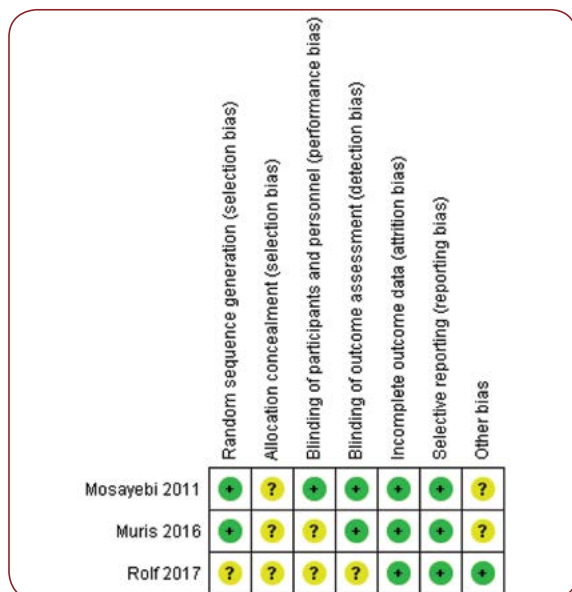 Random sequence generation (selection bias)
Allocation concealment (selection bias)
Blinding of participants and personnel (performance bias)
Blinding of outcome assessment (detection bias)
Incomplete outcome data (attrition bias)
Selective reporting (reporting bias)
Other bias
Mosayebi 2011 + ? + + + + ?
Muris 2016 + ? ? + + + ?
Rolf 2017 ? ? ? ? + + +